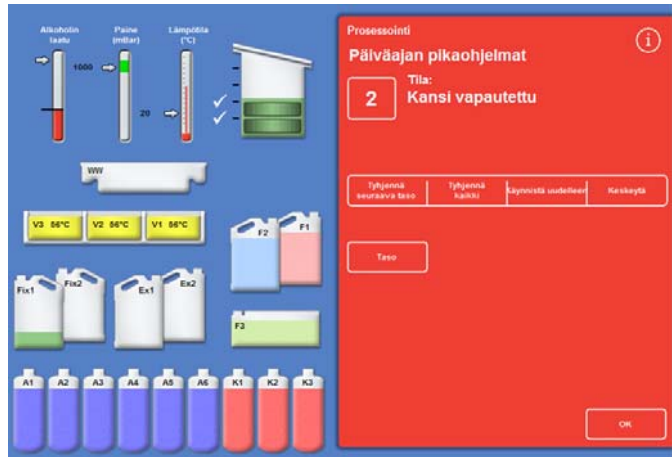 Alkoholin
laatu
Paine
(mBar)
Lämpötila
(°C)
1000
20
WW
V3 56°C
V2 56°C
V1 56°C
F2
F1
Fix1
Fix2
Ex1
Ex2
F3
A1
A2
A3
A4
A5
A6
K1
K2
K3
Prosessointi
i
Päiväajan pikaohjelmat
2
Tila:
Kansi vapautettu
Tyhjennä
seuraava taso
Tyhjennä
kaikki
Käynnistä uudelleen
Keskeytä
Taso
OK